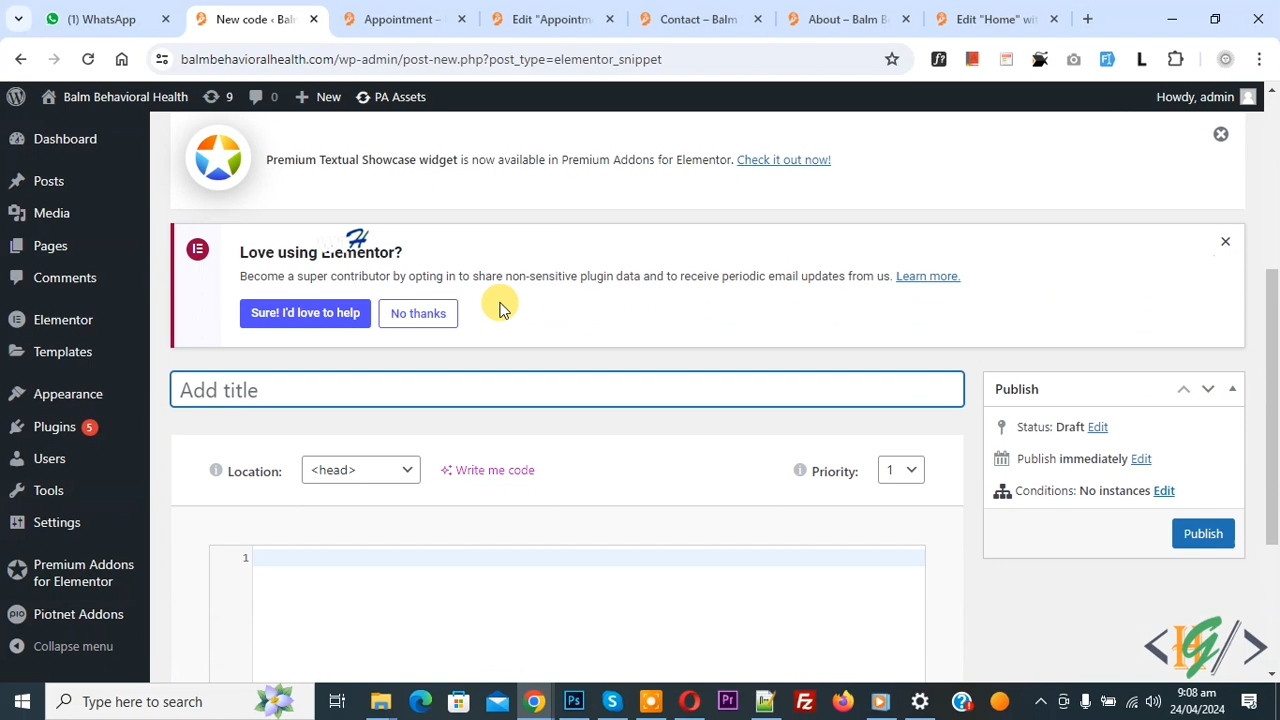 (1) WhatsApp
New code ‹ Balm
Appointment –
Edit "Appointm
Contact – Balm
About – Balm B
Edit "Home" wi
balmbehavioralhealth.com/wp-admin/post-new.php?post_type=elementor_snippet
Balm Behavioral Health
9
0
New
PA Assets
Howdy, admin
Dashboard
Posts
Media
Pages
Comments
Elementor
Templates
Appearance
Plugins 5
Users
Tools
Settings
Premium Addons
for Elementor
Piotnet Addons
Collapse menu
Premium Textual Showcase widget is now available in Premium Addons for Elementor. Check it out now!
Love using Elementor?
Become a super contributor by opting in to share non-sensitive plugin data and to receive periodic email updates from us. Learn more.
Sure! I'd love to help
No thanks
Add title
Location:
<head>
Write me code
Priority:
1
1
Publish
Status: Draft Edit
Publish immediately Edit
Conditions: No instances Edit
Publish
Type here to search
9:08 am
24/04/2024